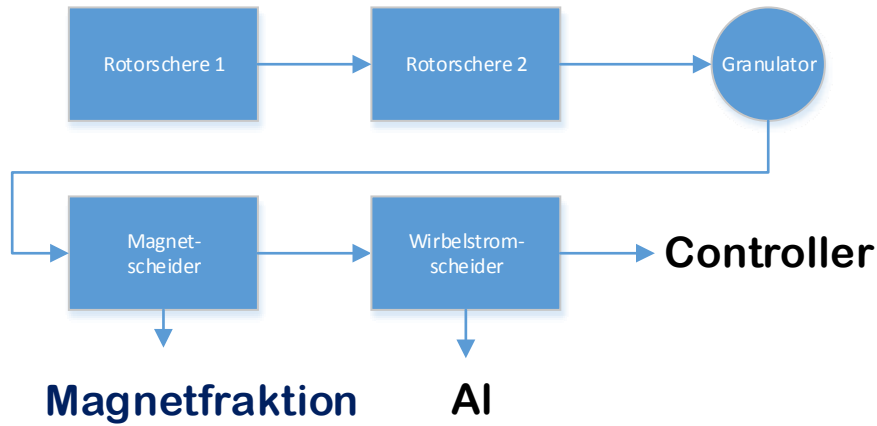 Rotorschere 1
Rotorschere 2
Granulator
Magnet-
scheider
Wirbelstrom-
scheider
Controller
Magnetfraktion
Al